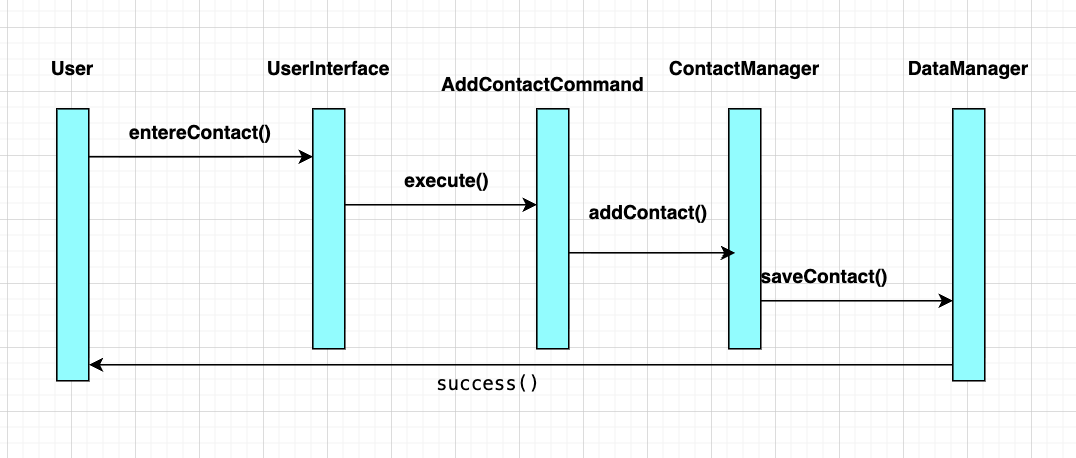 User
UserInterface
AddContactCommand
ContactManager
DataManager
entereContact()
execute()
addContact()
saveContact()
success()